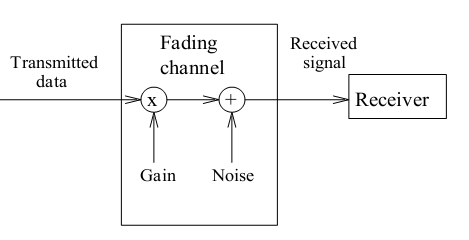 Transmitted
data
Fading
channel
x
+
Gain
Noise
Received
signal
Receiver